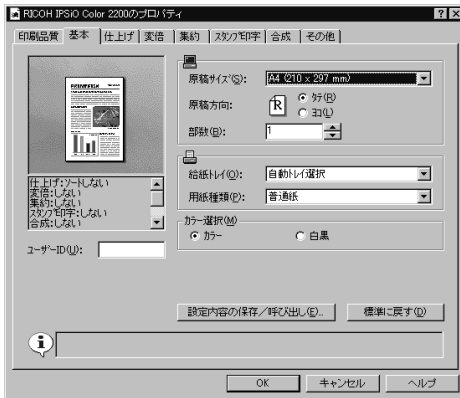 RICOH IPSiO Color 2200のプロパティ
印刷品質 基本 仕上げ 変倍 集約 スタンプ印字 合成 その他
原稿サイズ(S): A4 (210 x 297 mm)
原稿方向: R タテ(R)
ヨコ(L)
部数(B): 1
給紙トレイ(O): 自動トレイ選択
用紙種類(P): 普通紙
カラー選択(M)
カラー 白黒
仕上げ:ソートしない
変倍:しない
集約:しない
スタンプ印字:しない
合成:しない
ユーザーID(U):
設定内容の保存/呼び出し(E)... 標準に戻す(D)
OK キャンセル ヘルプ